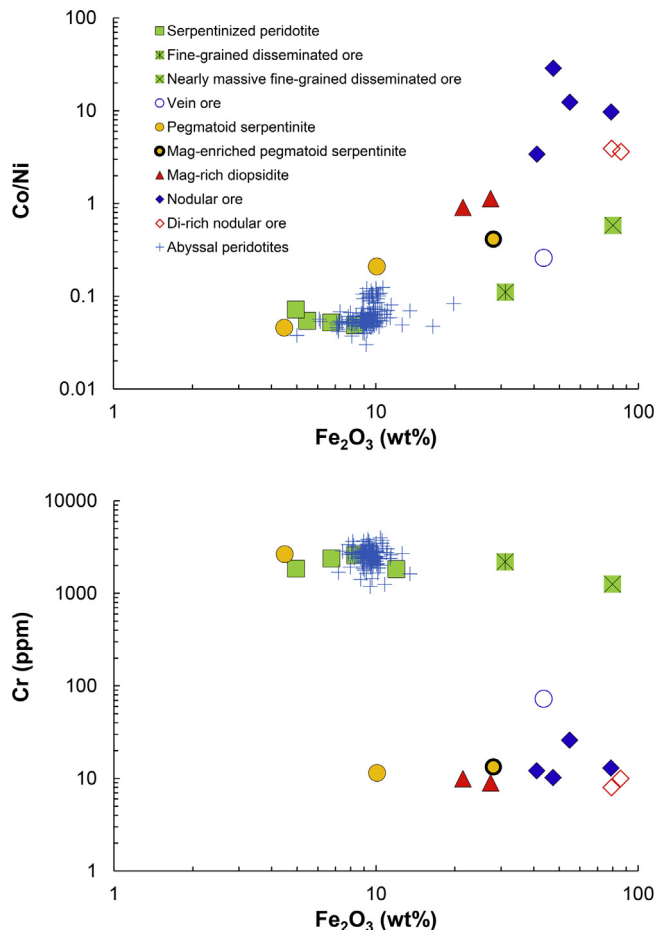 100
10
1
0.1
0.01
Co/Ni
Serpentinized peridotite
Fine-grained disseminated ore
Nearly massive fine-grained disseminated ore
Vein ore
Pegmatoid serpentinite
Mag-enriched pegmatoid serpentinite
Mag-rich diopsidite
Nodular ore
Di-rich nodular ore
Abyssal peridotites
1 10 100
Fe₂O₃ (wt%)
10000
1000
100
10
1
Cr (ppm)
1 10 100
Fe₂O₃ (wt%)